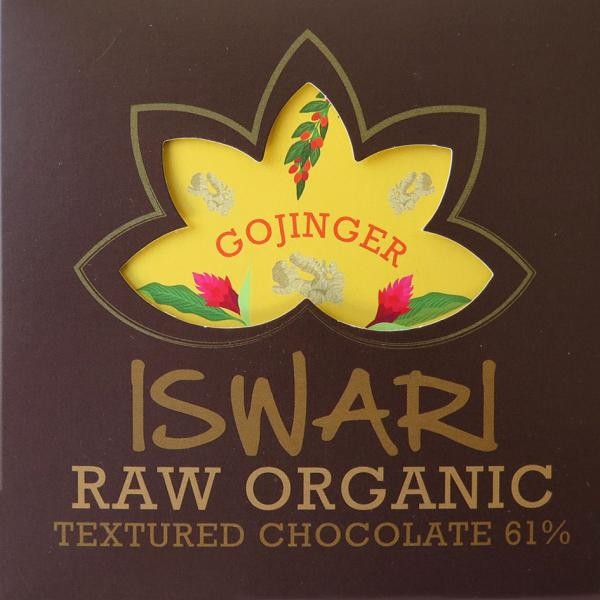 GOJINGER
ISWARI
RAW ORGANIC
TEXTURED CHOCOLATE 61%